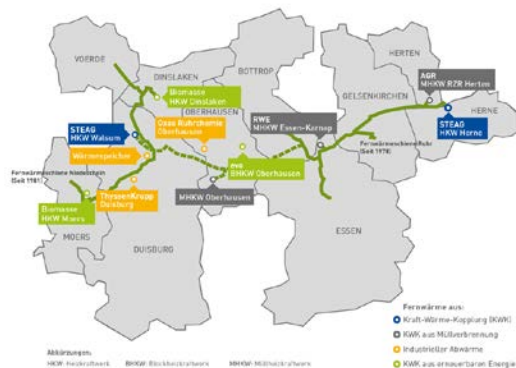 VOERDE
DINSLAKEN
BOTTROP
HERTEN
OBERHAUSEN
GELSENKIRCHEN
HERNE
MOERS
DUISBURG
ESSEN
Biomasse
HKW Dinslaken
STEAG
HKW Walsum
Oxea Ruhrchemie
Oberhausen
RWE
MHKW Essen-Karnap
AGR
MHKW RZR Herten
STEAG
HKW Herne
Wärmespeicher
evo
BHKW Oberhausen
Fernwärmeschiene Ruhr
(Seit 1978)
Fernwärmeschiene Niederrhein
(Seit 1981)
ThyssenKrupp
Duisburg
MHKW Oberhausen
Biomasse
HKW Moers
Fernwärme aus:
Kraft-Wärme-Kopplung (KWK)
KWK aus Müllverbrennung
Industrieller Abwärme
KWK aus erneuerbaren Energien
Abkürzungen:
HKW: Heizkraftwerk BHKW: Blockheizkraftwerk MHKW: Müllheizkraftwerk